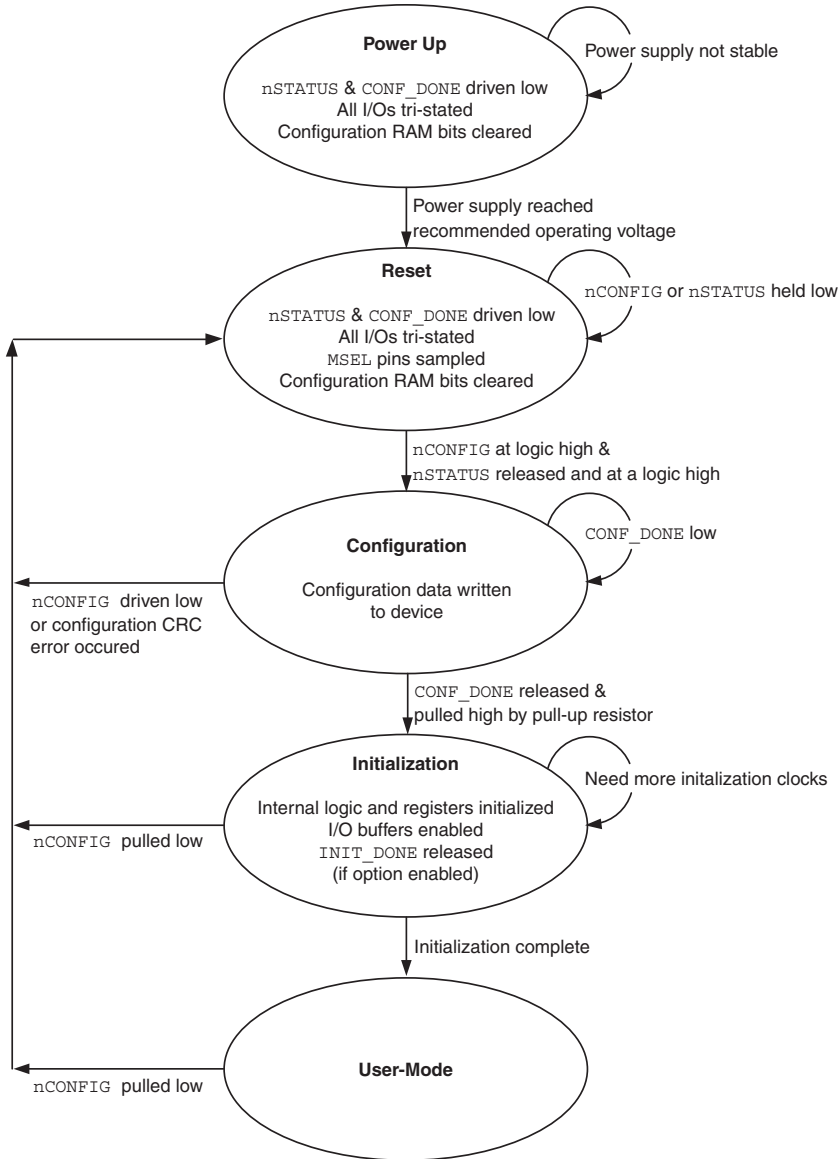 Power Up
nSTATUS & CONF_DONE driven low
All I/Os tri-stated
Configuration RAM bits cleared
Power supply not stable
Power supply reached
recommended operating voltage
Reset
nSTATUS & CONF_DONE driven low
All I/Os tri-stated
MSEL pins sampled
Configuration RAM bits cleared
nCONFIG or nSTATUS held low
nCONFIG at logic high &
nSTATUS released and at a logic high
Configuration
Configuration data written
to device
CONF_DONE low
nCONFIG driven low
or configuration CRC
error occured
CONF_DONE released &
pulled high by pull-up resistor
Initialization
Internal logic and registers initialized
I/O buffers enabled
INIT_DONE released
(if option enabled)
Need more initalization clocks
nCONFIG pulled low
Initialization complete
User-Mode
nCONFIG pulled low